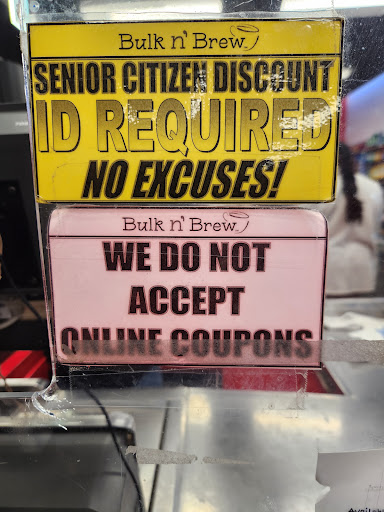 Bulk n' Brew
SENIOR CITIZEN DISCOUNT
ID REQUIRED
NO EXCUSES!
Bulk n' Brew
WE DO NOT
ACCEPT
ONLINE COUPONS